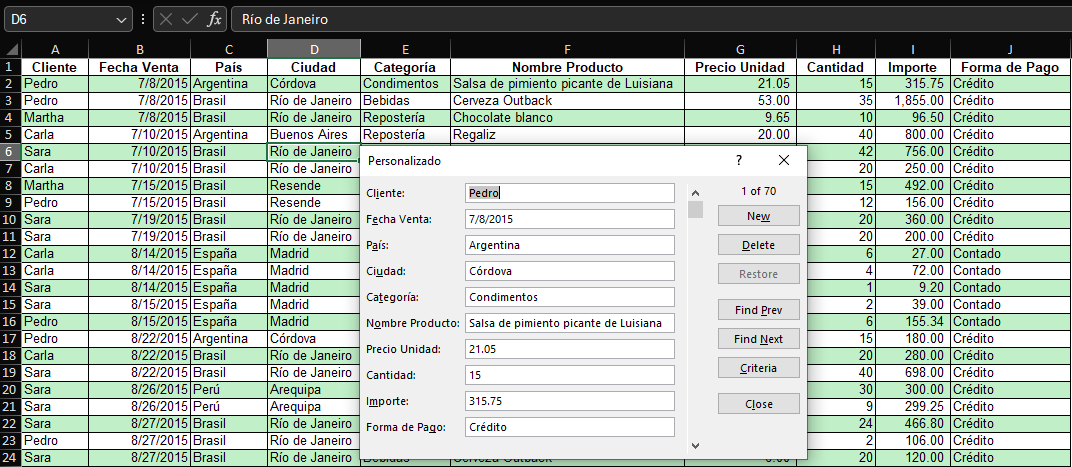 D6 fx Río de Janeiro
A B C D E F G H I J
1 Cliente Fecha Venta País Ciudad Categoría Nombre Producto Precio Unidad Cantidad Importe Forma de Pago
2 Pedro 7/8/2015 Argentina Córdova Condimentos Salsa de pimiento picante de Luisiana 21.05 15 315.75 Crédito
3 Pedro 7/8/2015 Brasil Río de Janeiro Bebidas Cerveza Outback 53.00 35 1,855.00 Crédito
4 Martha 7/8/2015 Brasil Río de Janeiro Repostería Chocolate blanco 9.65 10 96.50 Crédito
5 Carla 7/10/2015 Argentina Buenos Aires Repostería Regaliz 20.00 40 800.00 Crédito
6 Sara 7/10/2015 Brasil Río de Janeiro 42 756.00 Crédito
7 Carla 7/10/2015 Brasil Río de Janeiro 20 250.00 Crédito
8 Martha 7/15/2015 Brasil Resende 15 492.00 Crédito
9 Pedro 7/15/2015 Brasil Resende 12 156.00 Crédito
10 Sara 7/19/2015 Brasil Río de Janeiro 20 360.00 Crédito
11 Sara 7/19/2015 Brasil Río de Janeiro 20 200.00 Crédito
12 Carla 8/14/2015 España Madrid 6 27.00 Contado
13 Carla 8/14/2015 España Madrid 4 72.00 Contado
14 Sara 8/14/2015 España Madrid 1 9.20 Contado
15 Sara 8/15/2015 España Madrid 2 39.00 Contado
16 Pedro 8/15/2015 España Madrid 6 155.34 Contado
17 Pedro 8/22/2015 Argentina Córdova 15 180.00 Crédito
18 Carla 8/22/2015 Brasil Río de Janeiro 20 280.00 Crédito
19 Sara 8/22/2015 Brasil Río de Janeiro 40 698.00 Crédito
20 Sara 8/26/2015 Perú Arequipa 30 300.00 Crédito
21 Sara 8/26/2015 Perú Arequipa 9 299.25 Crédito
22 Sara 8/27/2015 Brasil Río de Janeiro 24 466.80 Crédito
23 Pedro 8/27/2015 Brasil Río de Janeiro 2 106.00 Crédito
24 Sara 8/27/2015 Brasil Río de Janeiro Bebidas Cerveza Outback 20 120.00 Crédito
Personalizado ?
Cliente: Pedro 1 of 70
Fecha Venta: 7/8/2015 New
País: Argentina Delete
Ciudad: Córdova Restore
Categoría: Condimentos Find Prev
Nombre Producto: Salsa de pimiento picante de Luisiana Find Next
Precio Unidad: 21.05
Cantidad: 15 Criteria
Importe: 315.75 Close
Forma de Pago: Crédito